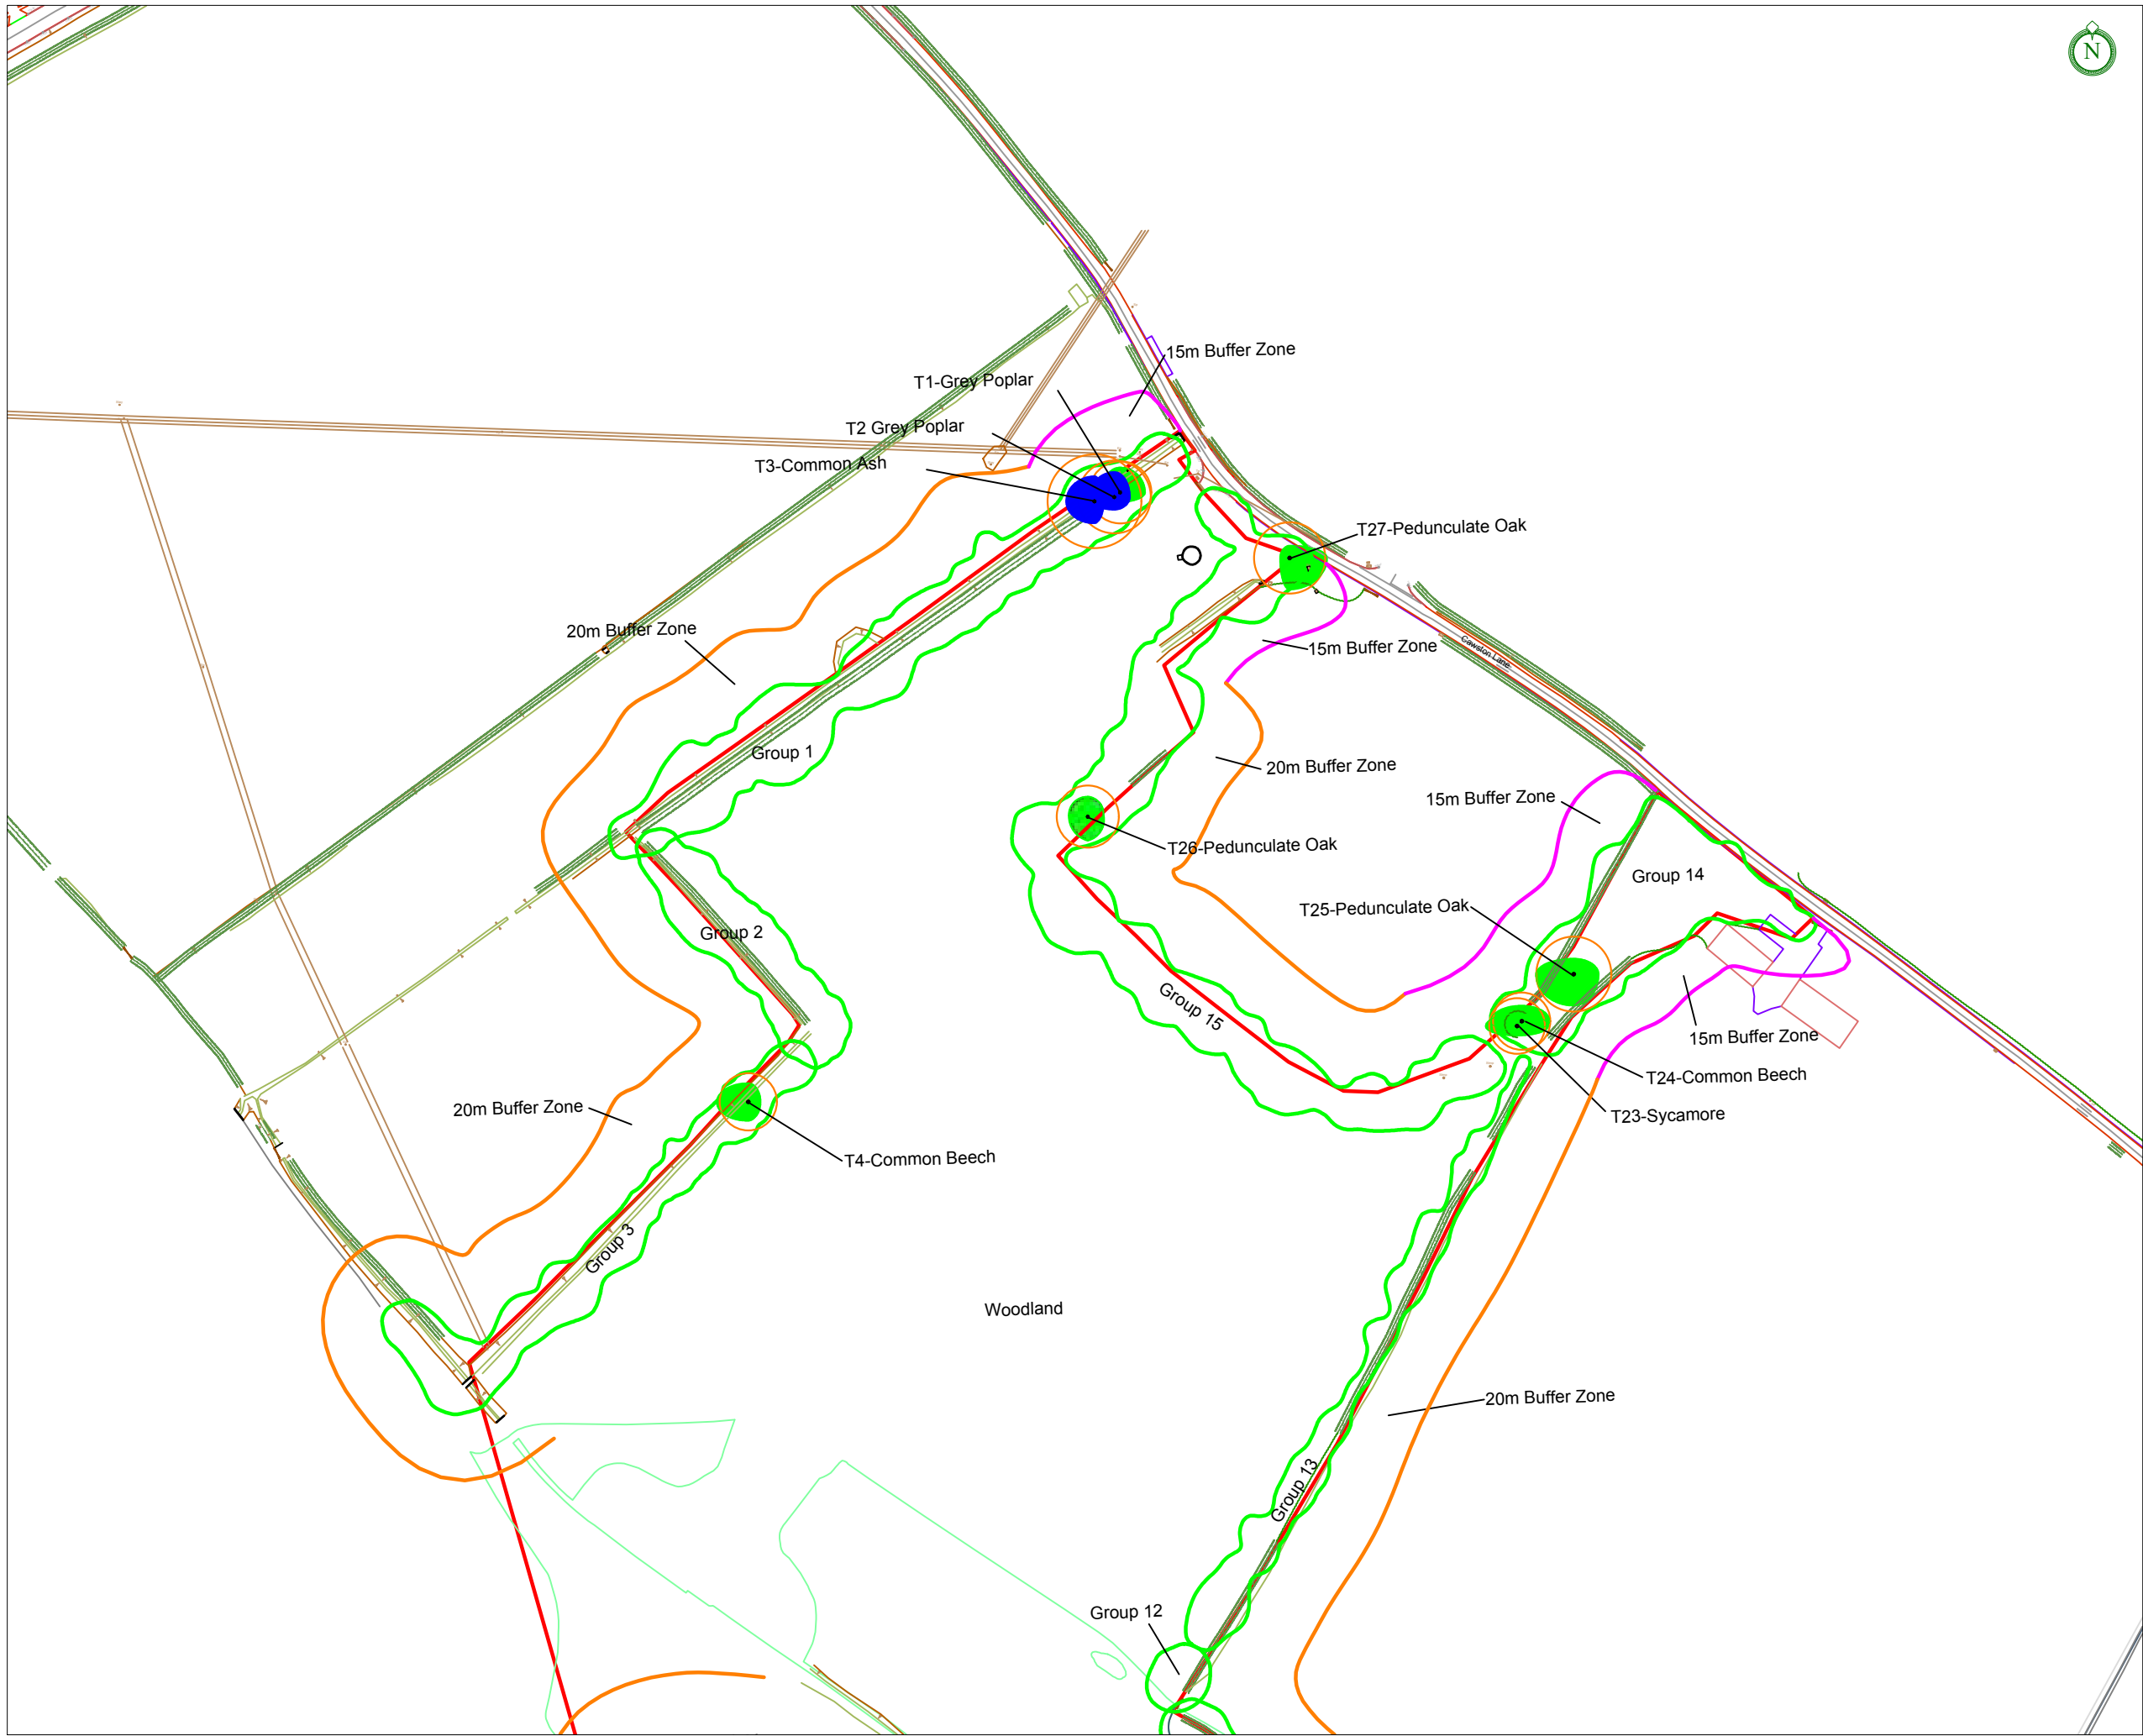 N
15m Buffer Zone
T1-Grey Poplar
T2 Grey Poplar
T3-Common Ash
T27-Pedunculate Oak
20m Buffer Zone
15m Buffer Zone
Cawston Lane
Group 1
20m Buffer Zone
15m Buffer Zone
T26-Pedunculate Oak
Group 14
T25-Pedunculate Oak
Group 2
Group 15
15m Buffer Zone
T24-Common Beech
20m Buffer Zone
T23-Sycamore
T4-Common Beech
Group 3
Woodland
20m Buffer Zone
Group 13
Group 12